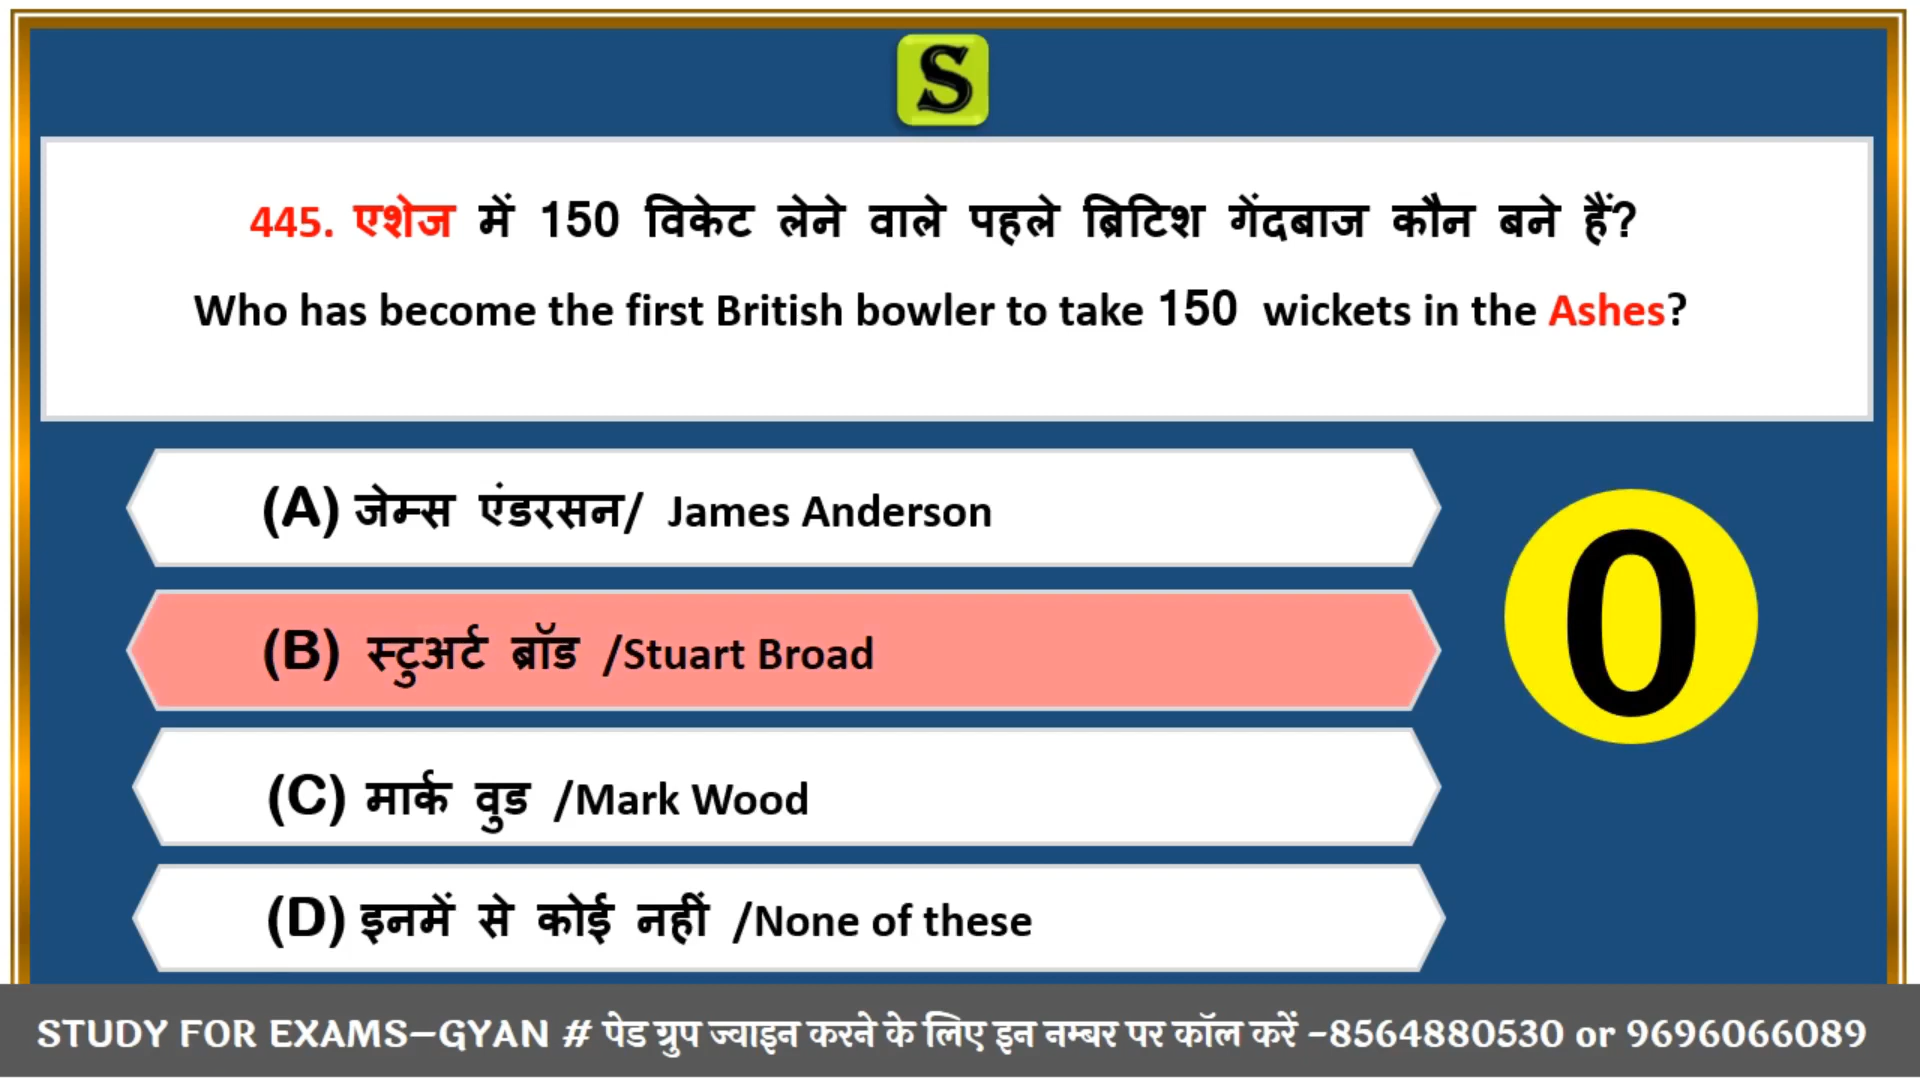 S
445. एशेज में 150 विकेट लेने वाले पहले ब्रिटिश गेंदबाज कौन बने हैं?
Who has become the first British bowler to take 150 wickets in the Ashes?
(A) जेम्स एंडरसन/ James Anderson
(B) स्टुअर्ट ब्रॉड /Stuart Broad
0
(C) मार्क वुड /Mark Wood
(D) इनमें से कोई नहीं /None of these
STUDY FOR EXAMS–GYAN # पेड ग्रुप ज्वाइन करने के लिए इन नम्बर पर कॉल करें -8564880530 or 9696066089